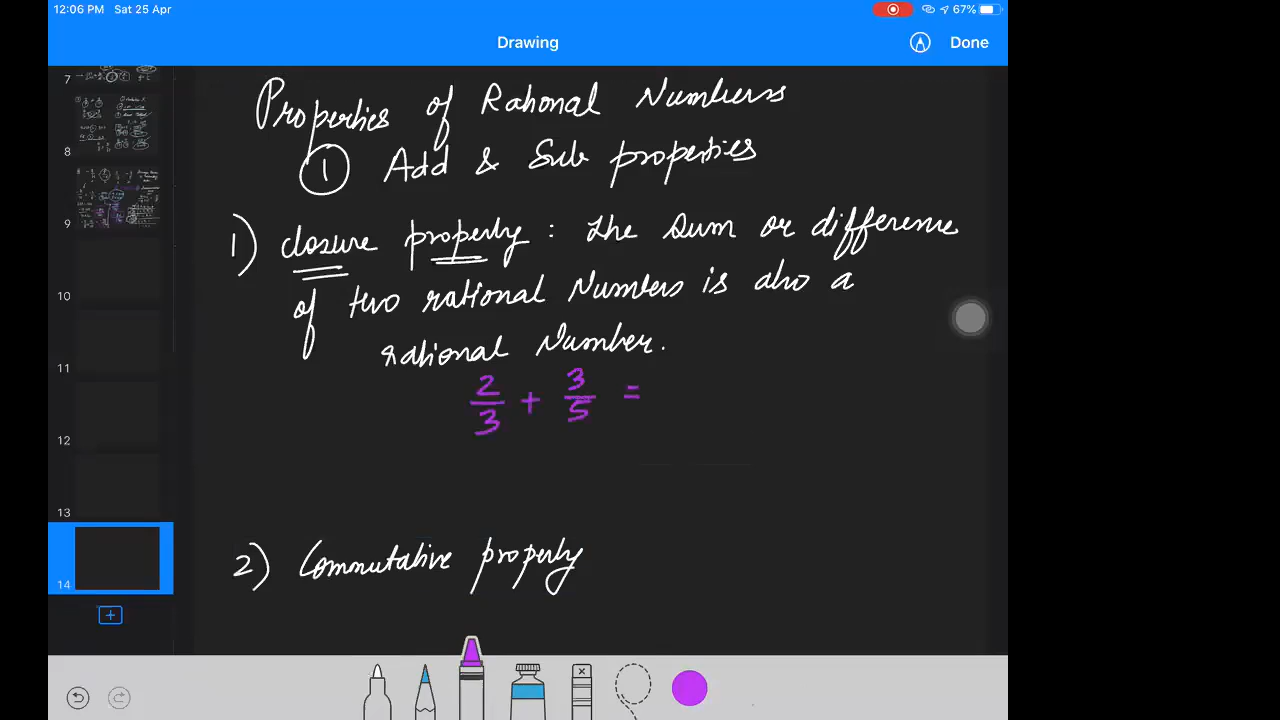 12:06 PM Sat 25 Apr
67%
Drawing
Done
Properties of Rational Numbers
1 Add & Sub properties
1) closure property : the sum or difference
of two rational Numbers is also a
rational Number.
2/3 + 3/5 =
2) Commutative property
7
8
9
10
11
12
13
14